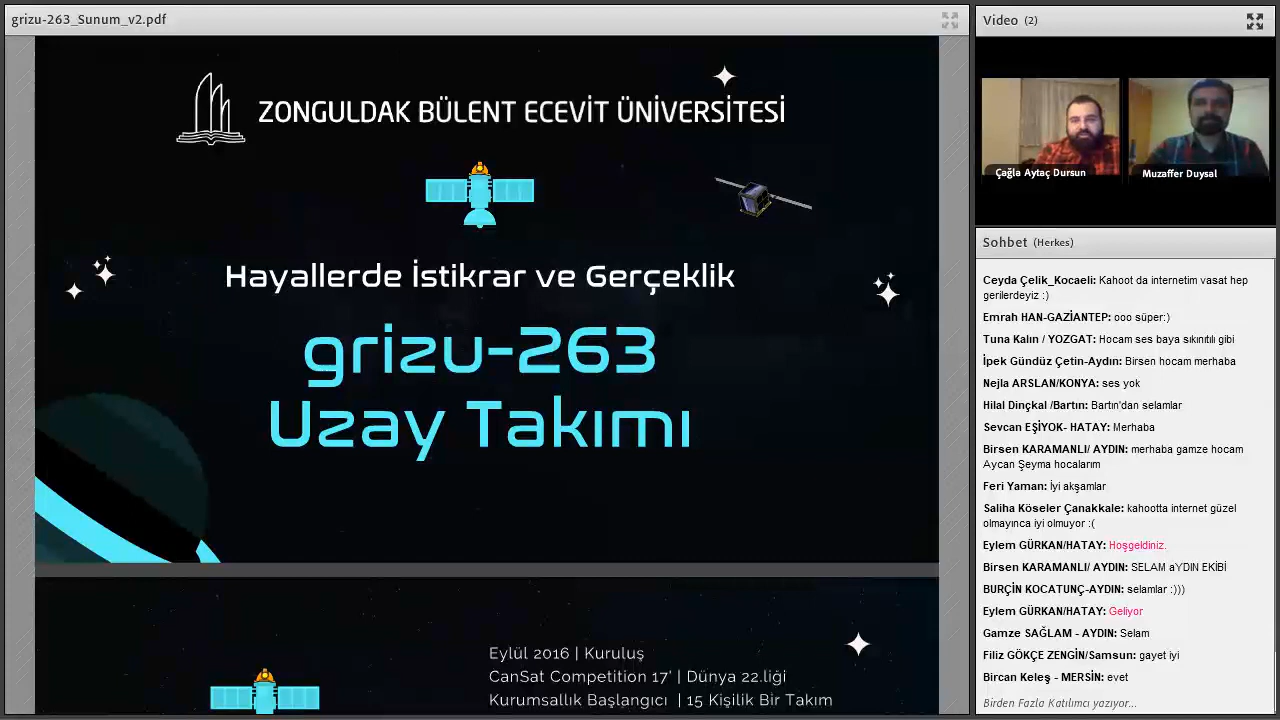 grizu-263_Sunum_v2.pdf
ZONGULDAK BÜLENT ECEVİT ÜNİVERSİTESİ
Hayallerde İstikrar ve Gerçeklik
grizu-263
Uzay Takımı
Eylül 2016 | Kuruluş
CanSat Competition 17' | Dünya 22.liği
Kurumsallık Başlangıcı | 15 Kişilik Bir Takım
Video (2)
Çağla Aytaç Dursun
Muzaffer Duysal
Sohbet (Herkes)
Ceyda Çelik_Kocaeli: Kahoot da internetim vasat hep
gerilerdeyiz :)
Emrah HAN-GAZİANTEP: ooo süper:)
Tuna Kalın / YOZGAT: Hocam ses baya sıkınıtılı gibi
İpek Gündüz Çetin-Aydın: Birsen hocam merhaba
Nejla ARSLAN/KONYA: ses yok
Hilal Dinçkal /Bartın: Bartın'dan selamlar
Sevcan EŞİYOK- HATAY: Merhaba
Birsen KARAMANLI/ AYDIN: merhaba gamze hocam
Aycan Şeyma hocalarım
Feri Yaman: İyi akşamlar
Saliha Köseler Çanakkale: kahootta internet güzel
olmayınca iyi olmuyor :(
Eylem GÜRKAN/HATAY: Hoşgeldiniz.
Birsen KARAMANLI/ AYDIN: SELAM aYDIN EKİBİ
BURÇİN KOCATUNÇ-AYDIN: selamlar :)))
Eylem GÜRKAN/HATAY: Geliyor
Gamze SAĞLAM - AYDIN: Selam
Filiz GÖKÇE ZENGİN/Samsun: gayet iyi
Bircan Keleş - MERSİN: evet
Birden Fazla Katılımcı yazıyor...